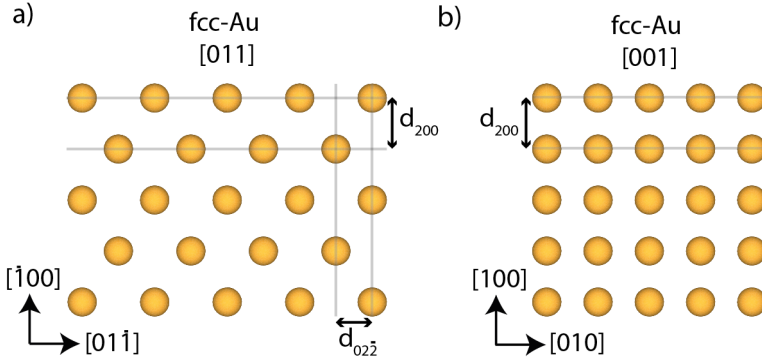 a)
fcc-Au
[011]
d₂₀₀
[1̄00]
[011̄]
d₀₂₂̄
b)
fcc-Au
[001]
d₂₀₀
[100]
[010]